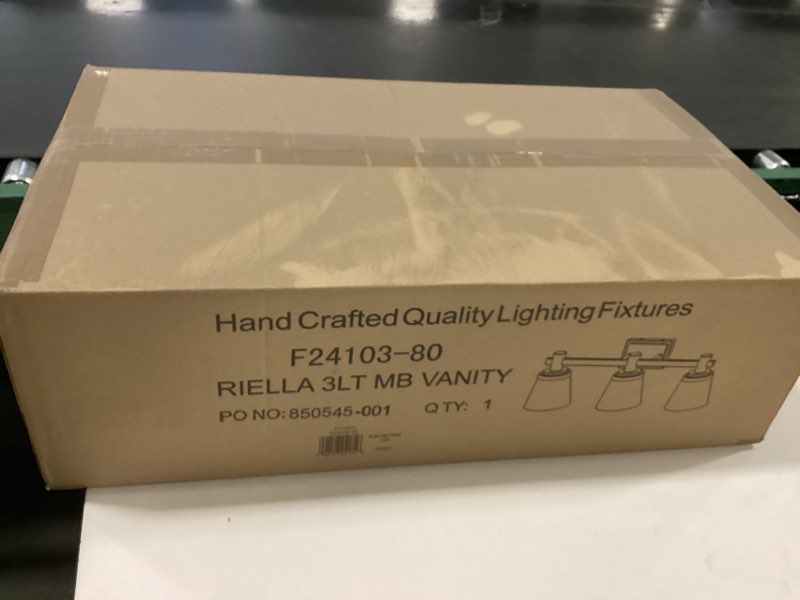 Hand Crafted Quality Lighting Fixtures
F24103-80
RIELLA 3LT MB VANITY
PO NO: 850545-001 QTY: 1